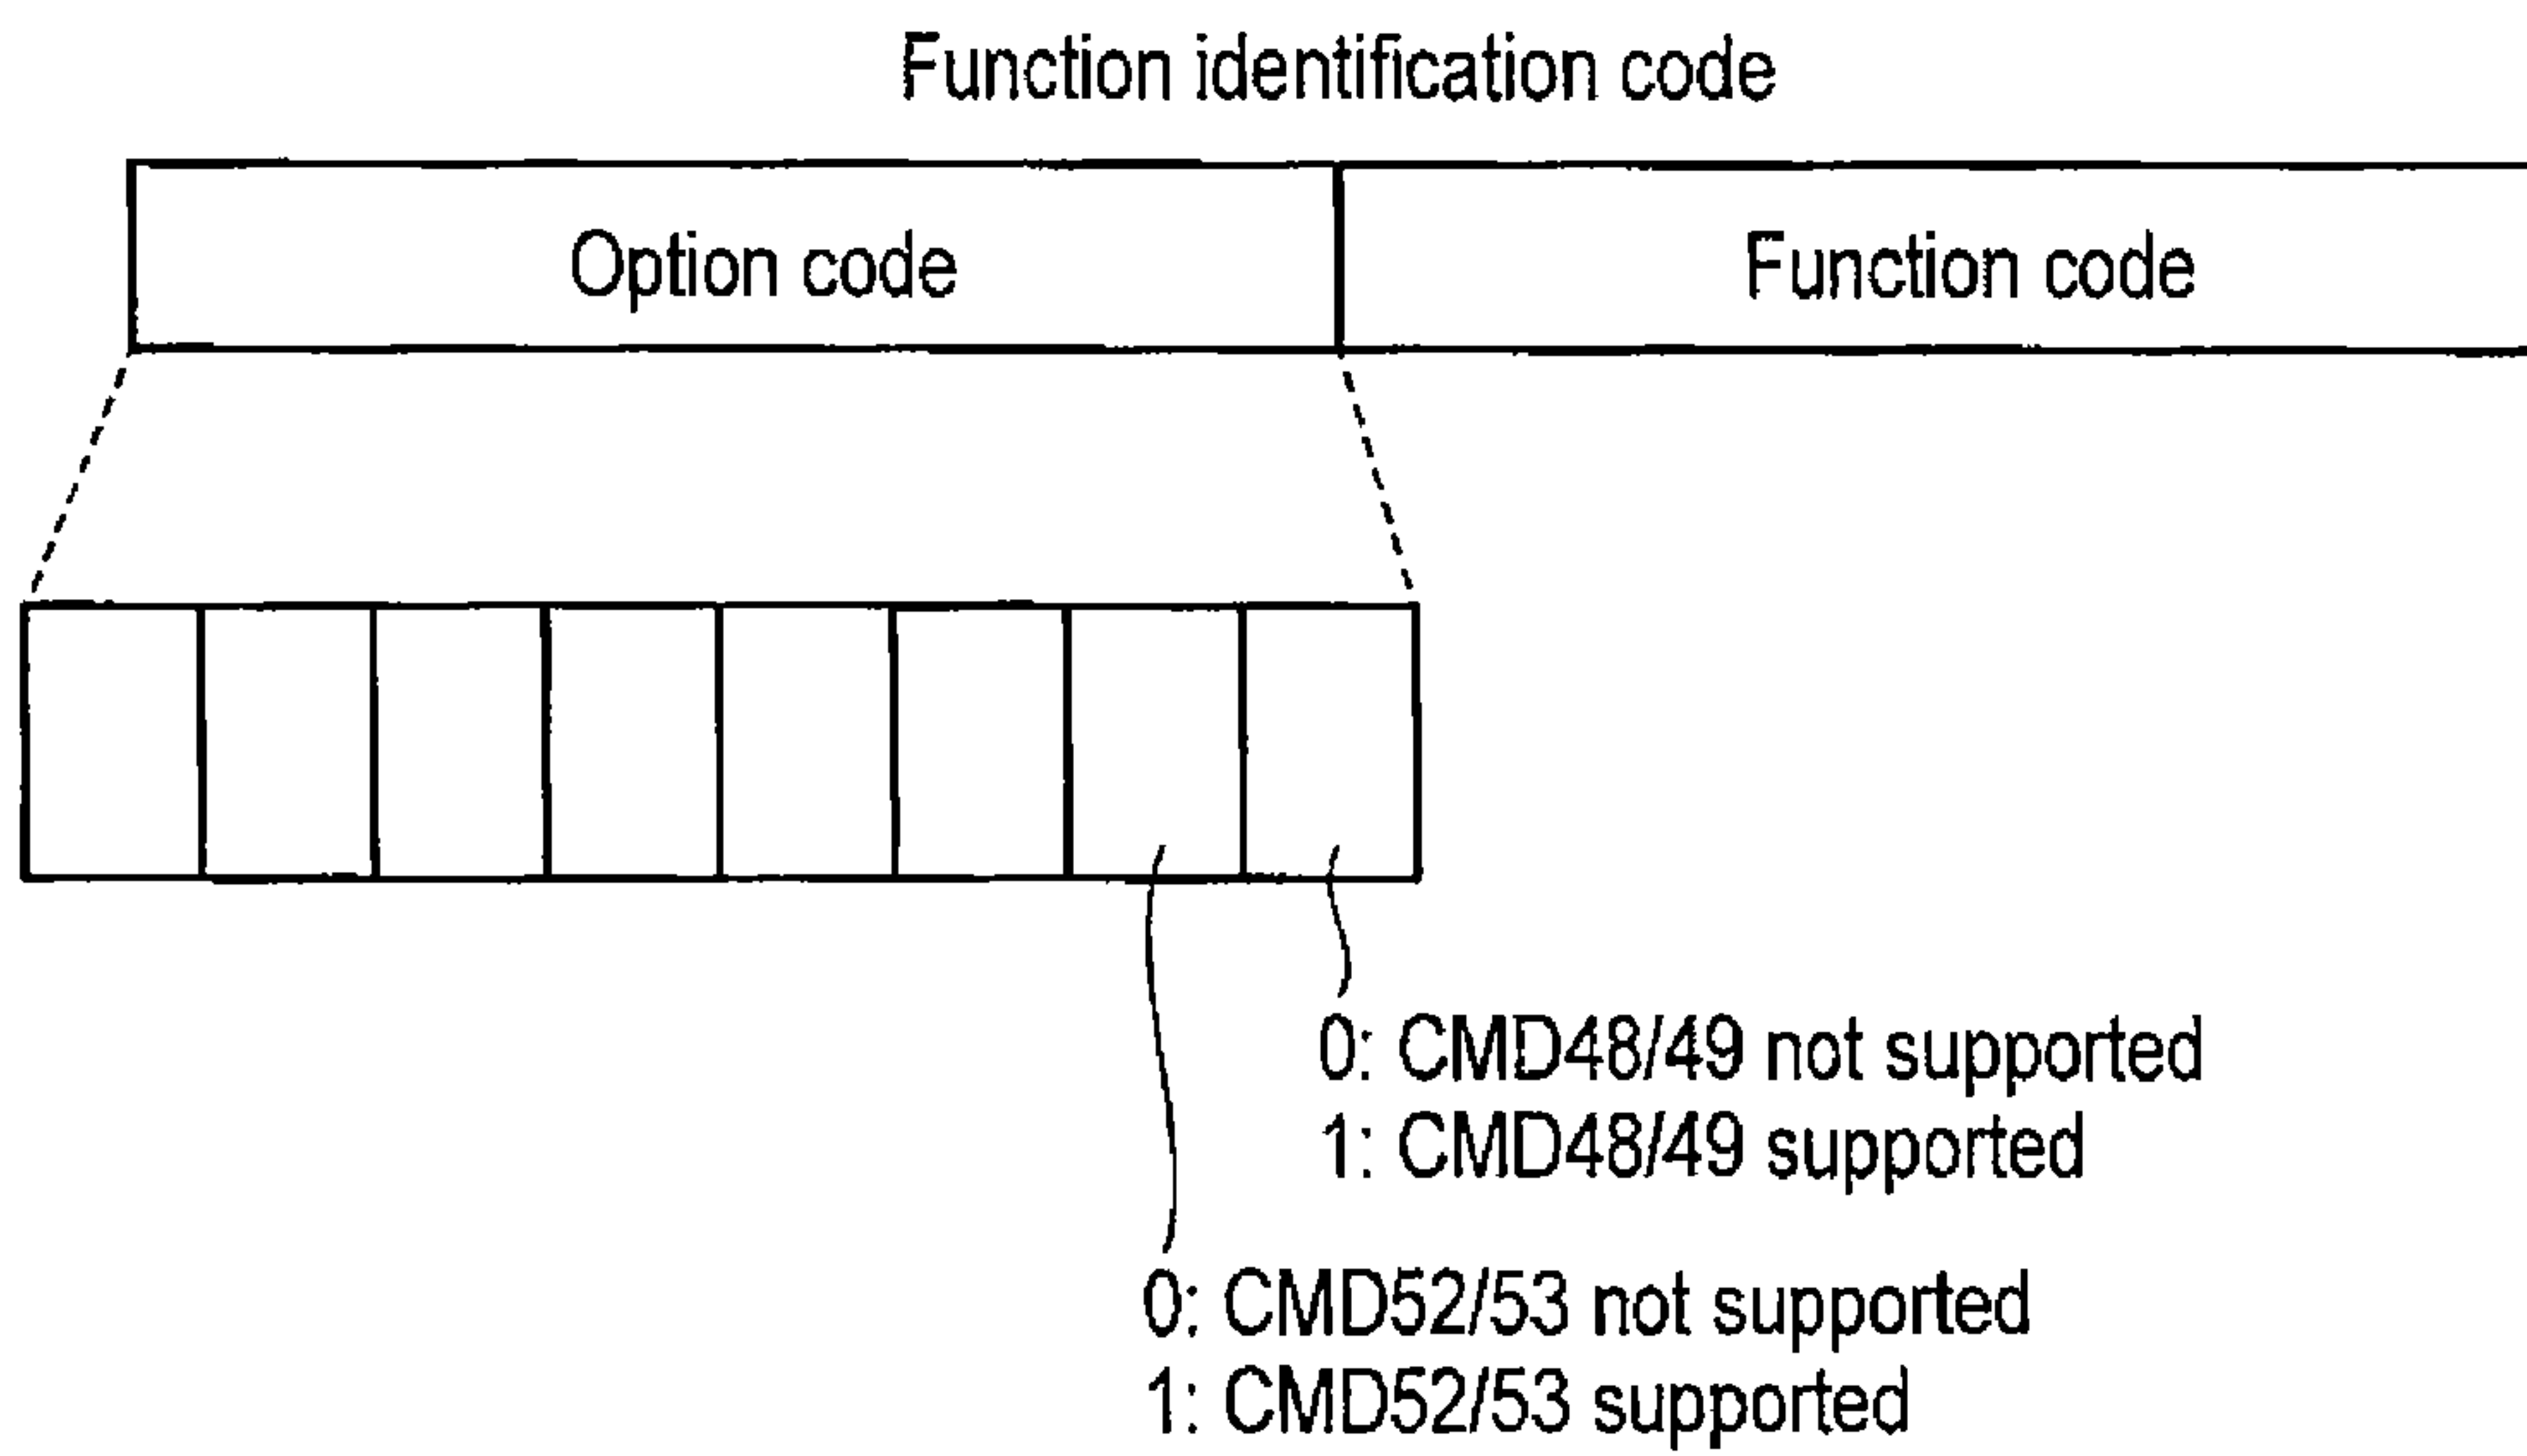 Function identification code
Option code
Function code
0: CMD48/49 not supported
1: CMD48/49 supported
0: CMD52/53 not supported
1: CMD52/53 supported